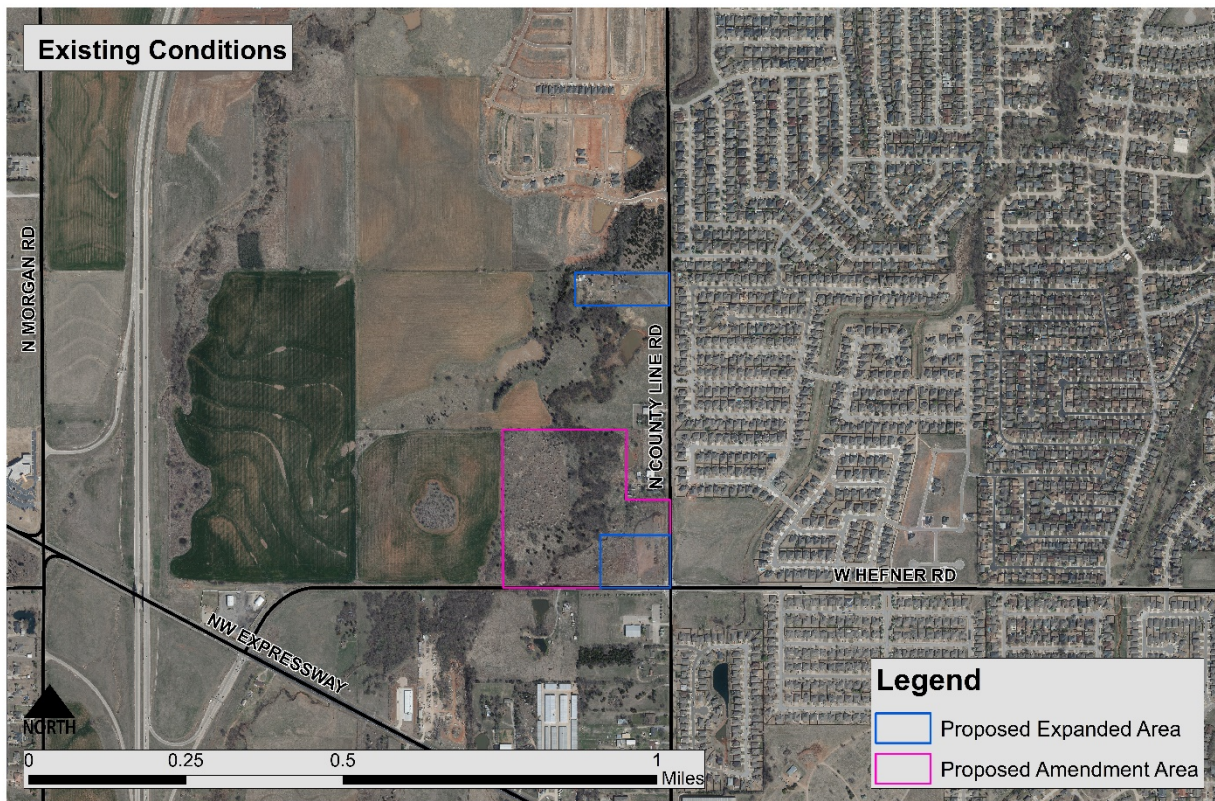 Existing Conditions
N MORGAN RD
N COUNTY LINE RD
W HEFNER RD
NW EXPRESSWAY
NORTH
0 0.25 0.5 1
Miles
Legend
Proposed Expanded Area
Proposed Amendment Area